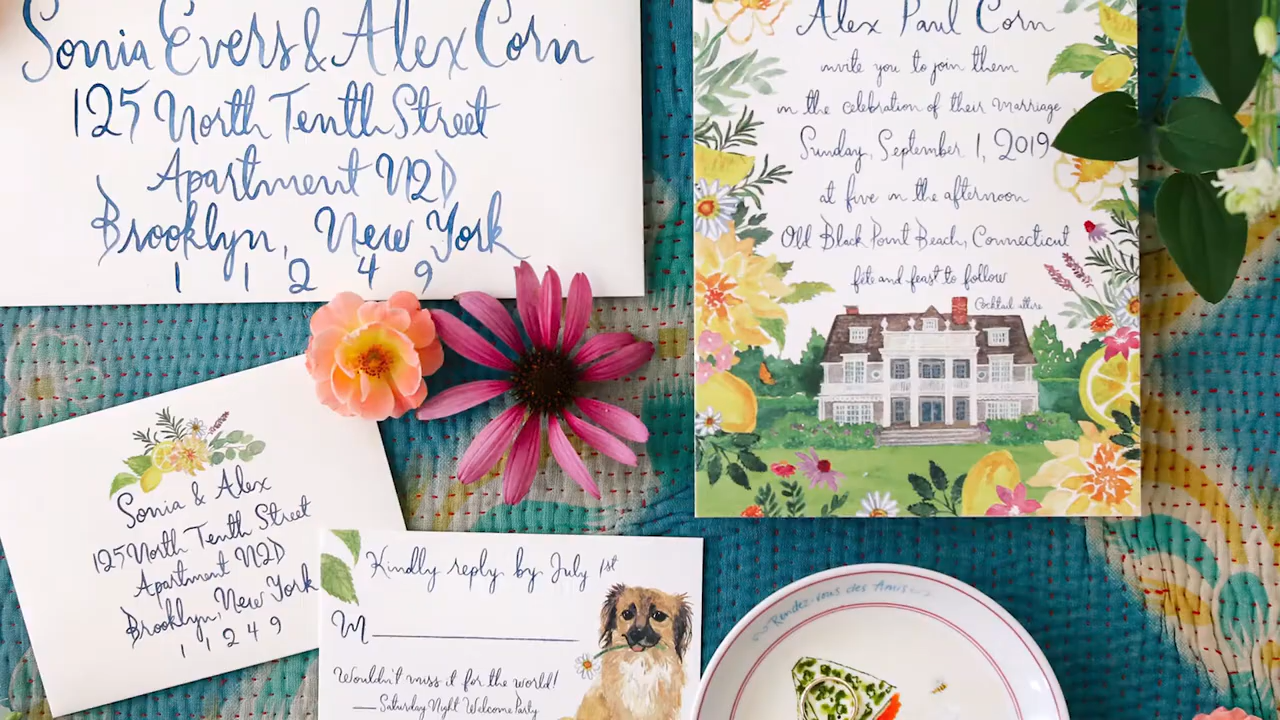 Sonia Evers & Alex Corn
125 North Tenth Street
Apartment N2D
Brooklyn, New York
1 1 2 4 9
Alex Paul Corn
invite you to join them
in the celebration of their marriage
Sunday, September 1, 2019
at five in the afternoon
Old Black Point Beach, Connecticut
fête and feast to follow
Cocktail attire
Sonia & Alex
125 North Tenth Street
Apartment N2D
Brooklyn, New York
1 1 2 4 9
Kindly reply by July 1st
M
Wouldn't miss it for the world!
Saturday Night Welcome Party
Rendez-vous des Amis